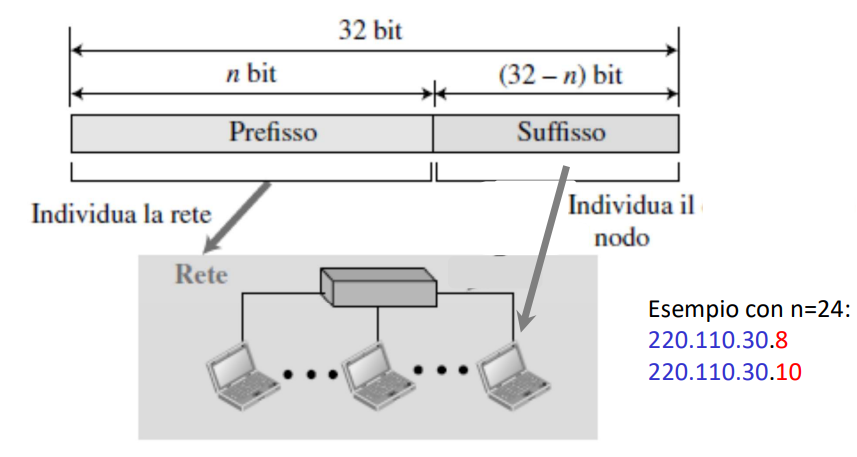 32 bit
n bit
(32 – n) bit
Prefisso
Suffisso
Individua la rete
Individua il
nodo
Rete
Esempio con n=24:
220.110.30.8
220.110.30.10